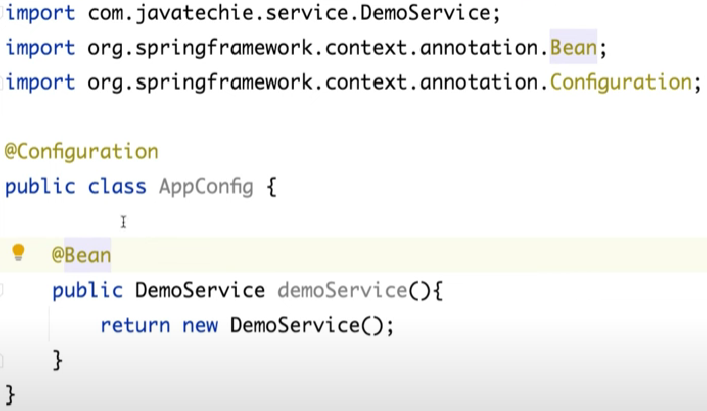 import com.javatechie.service.DemoService;
import org.springframework.context.annotation.Bean;
import org.springframework.context.annotation.Configuration;
@Configuration
public class AppConfig {
@Bean
public DemoService demoService(){
return new DemoService();
}
}